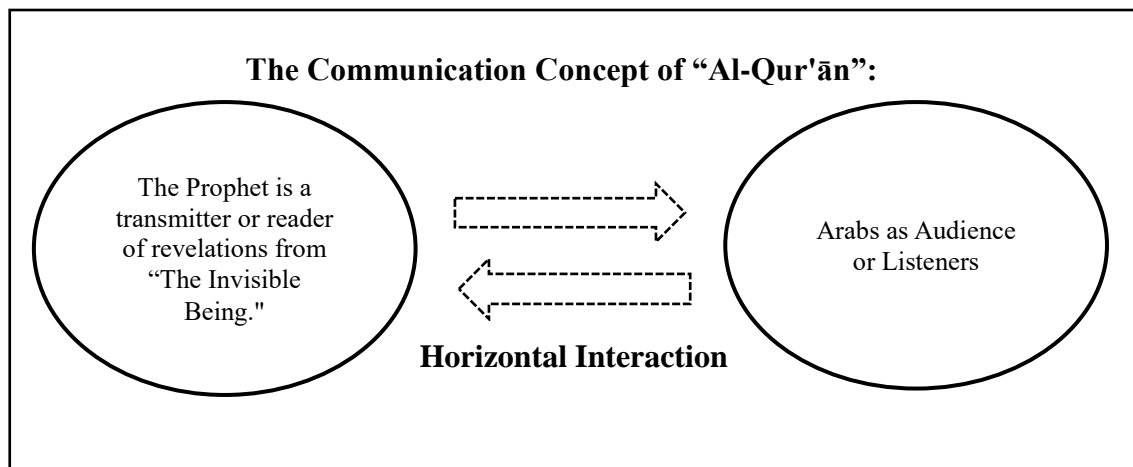 The Communication Concept of “Al-Qur'ān”:
The Prophet is a
transmitter or reader
of revelations from
“The Invisible
Being."
Arabs as Audience
or Listeners
Horizontal Interaction